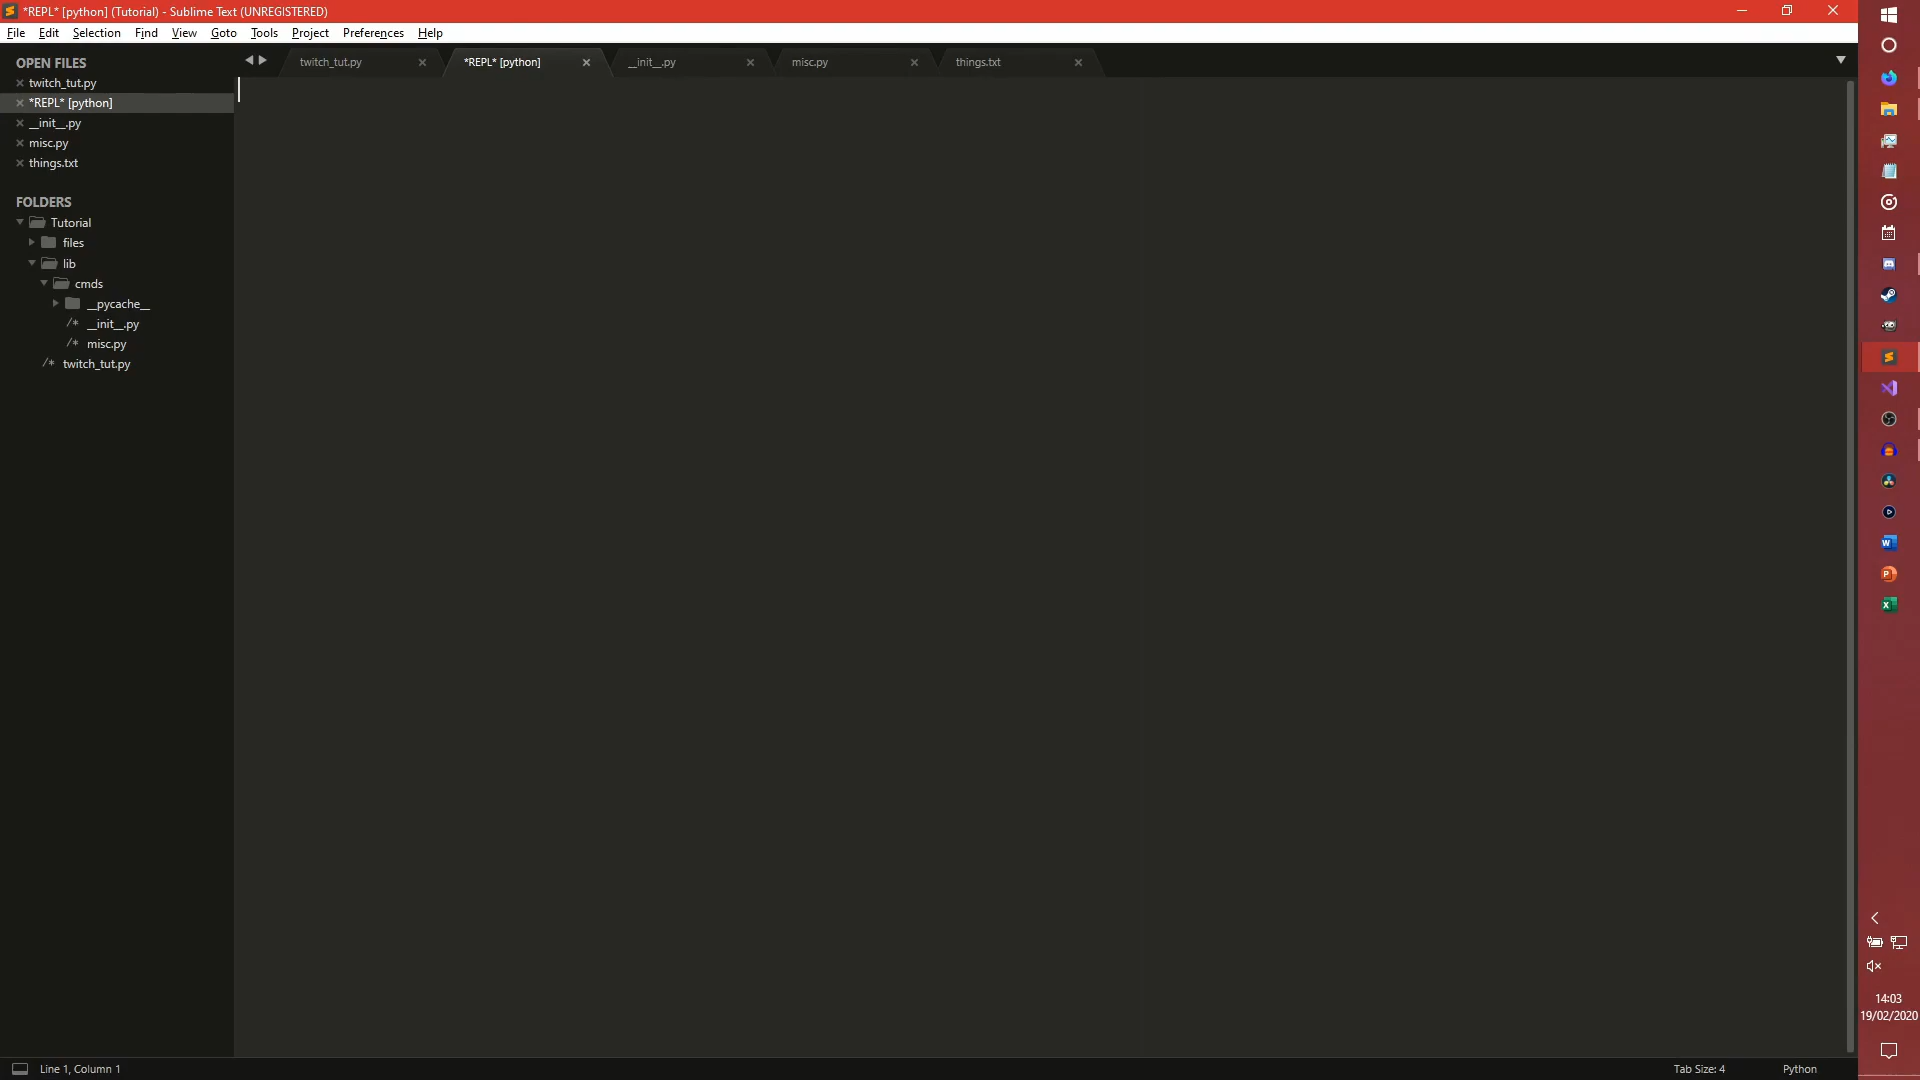 *REPL* [python] (Tutorial) - Sublime Text (UNREGISTERED)
File Edit Selection Find View Goto Tools Project Preferences Help
OPEN FILES
twitch_tut.py
*REPL* [python]
__init__.py
misc.py
things.txt
FOLDERS
Tutorial
files
lib
cmds
__pycache__
/* __init__.py
/* misc.py
/* twitch_tut.py
twitch_tut.py *REPL* [python] __init__.py misc.py things.txt
14:03
19/02/2020
Line 1, Column 1 Tab Size: 4 Python